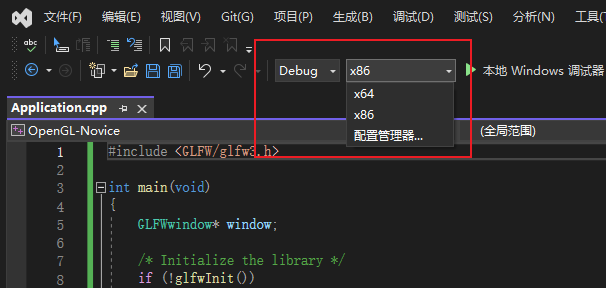 文件(F) 编辑(E) 视图(V) Git(G) 项目(P) 生成(B) 调试(D) 测试(S) 分析(N) 工具(T)
abc
Debug x86 本地 Windows 调试器
x64
x86
配置管理器...
Application.cpp
OpenGL-Novice (全局范围)
1 #include <GLFW/glfw3.h>
2
3 int main(void)
4 {
5 GLFWwindow* window;
6
7 /* Initialize the library */
8 if (!glfwInit())